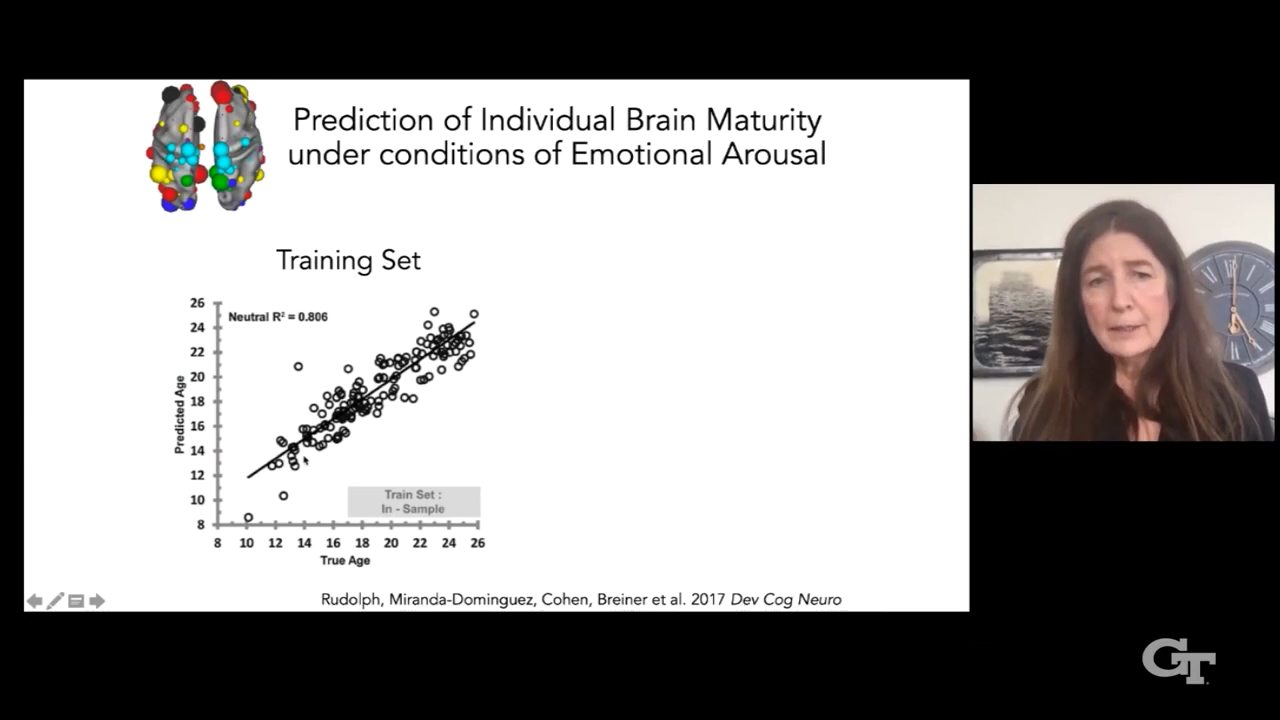 Prediction of Individual Brain Maturity
under conditions of Emotional Arousal
Training Set
26
24
22
20
18
16
14
12
10
8
Predicted Age
Neutral R² = 0.806
Train Set :
In - Sample
8 10 12 14 16 18 20 22 24 26
True Age
Rudolph, Miranda-Dominguez, Cohen, Breiner et al. 2017 Dev Cog Neuro
GT